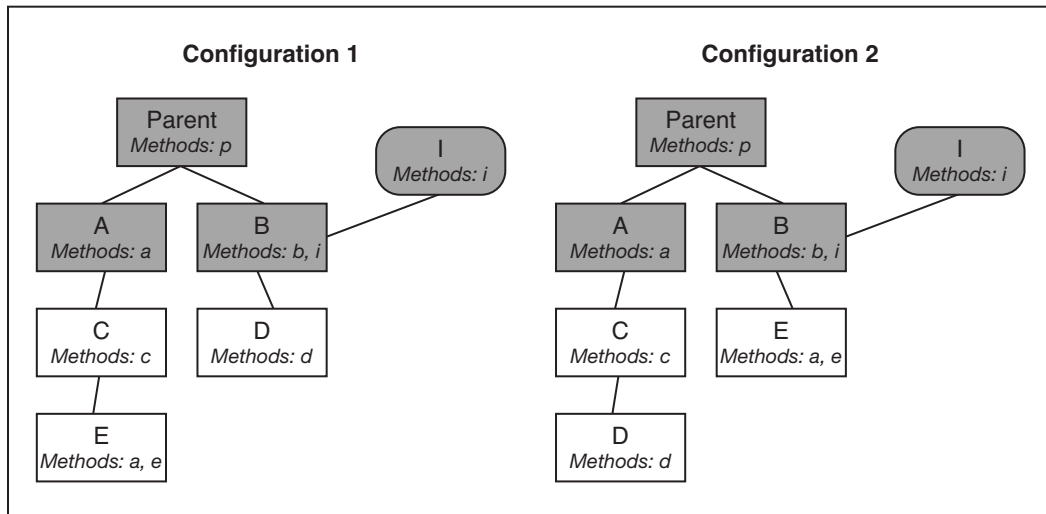 Configuration 1
Parent
Methods: p
I
Methods: i
A
Methods: a
B
Methods: b, i
C
Methods: c
D
Methods: d
E
Methods: a, e
Configuration 2
Parent
Methods: p
I
Methods: i
A
Methods: a
B
Methods: b, i
C
Methods: c
E
Methods: a, e
D
Methods: d